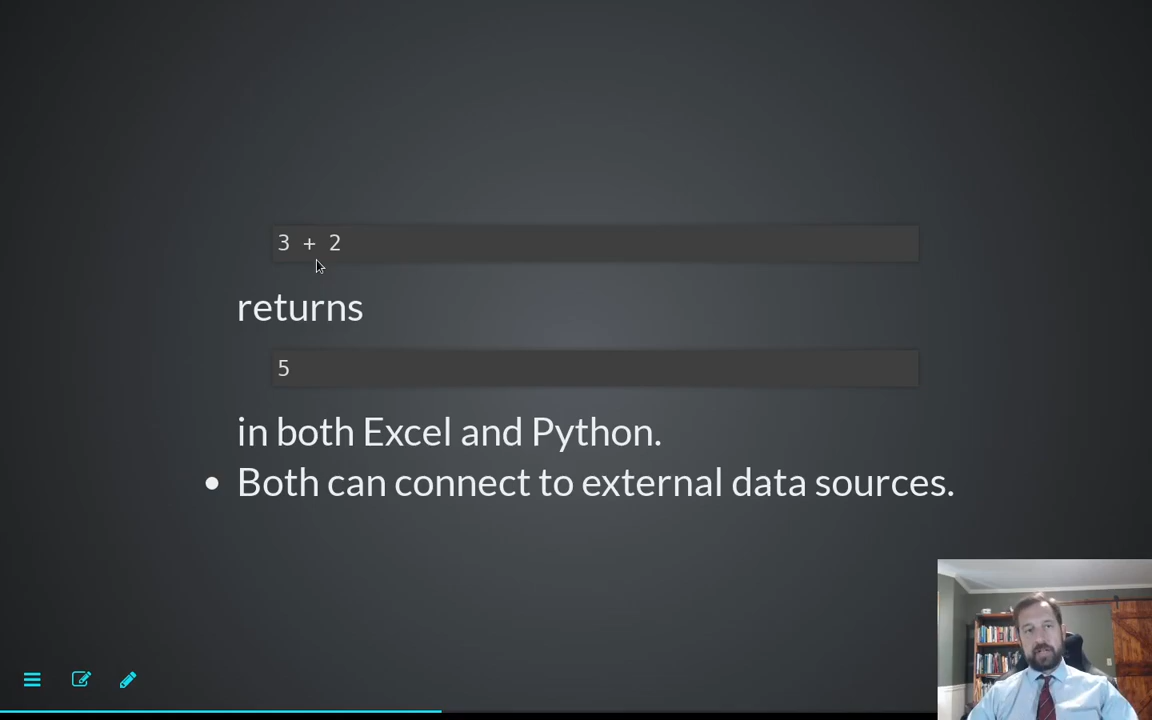 3 + 2
returns
5
in both Excel and Python.
Both can connect to external data sources.